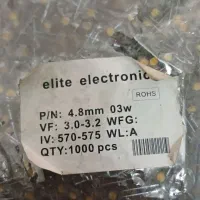 elite electronic
ROHS
P/N: 4.8mm 03w
VF: 3.0-3.2 WFG:
IV: 570-575 WL:A
QTY:1000 pcs